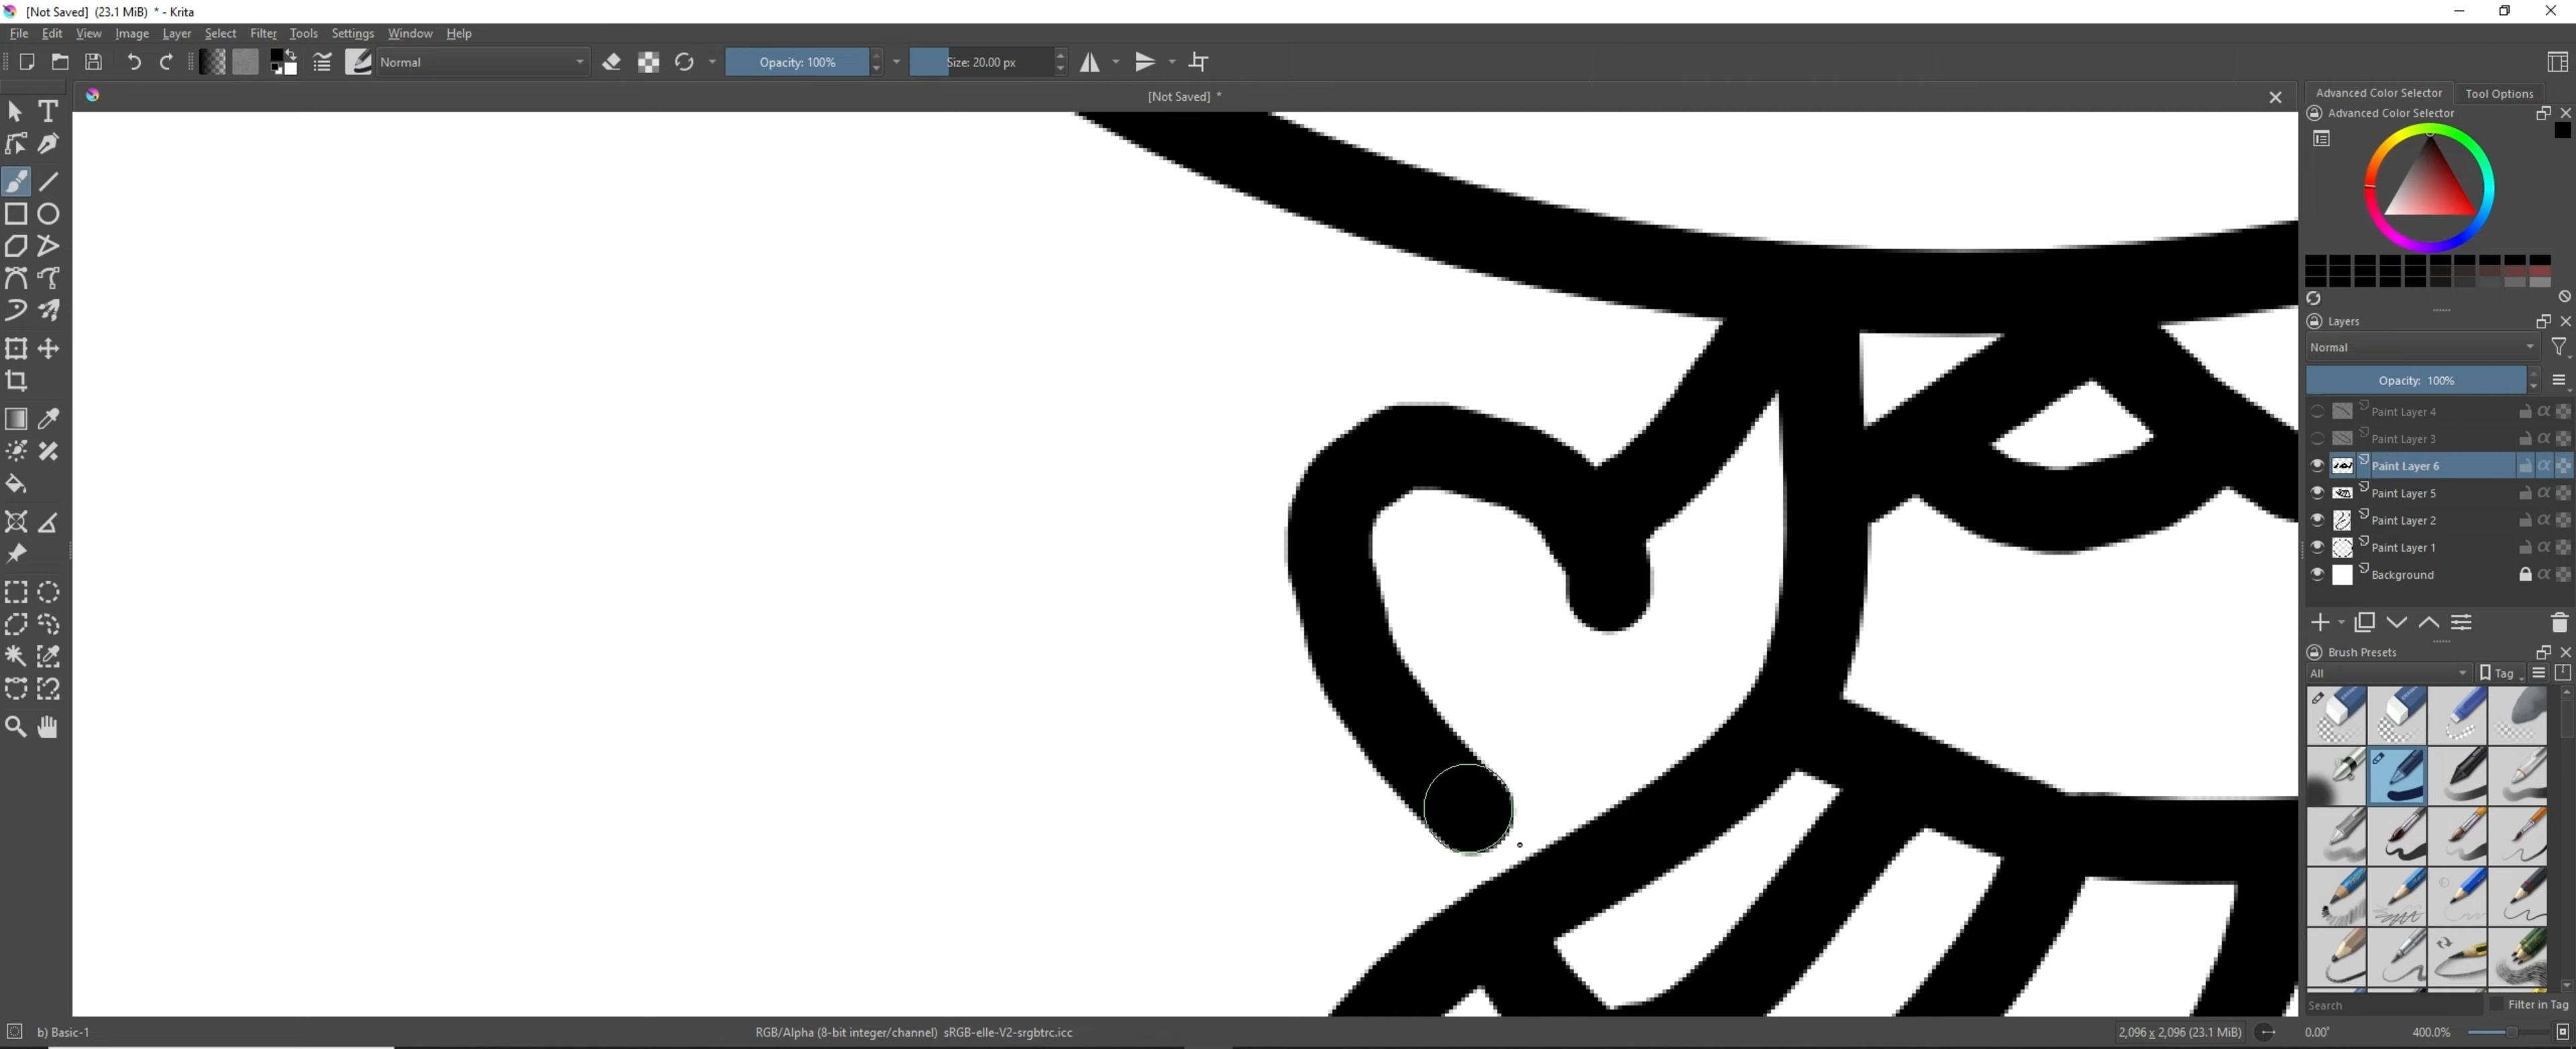 [Not Saved] (23.1 MiB) * - Krita
File Edit View Image Layer Select Filter Tools Settings Window Help
Normal Opacity: 100% Size: 20.00 px
[Not Saved] *
Advanced Color Selector Tool Options
Advanced Color Selector
Layers
Normal
Opacity: 100%
Paint Layer 4
Paint Layer 3
Paint Layer 6
Paint Layer 5
Paint Layer 2
Paint Layer 1
Background
Brush Presets
All Tag
Search Filter in Tag
b) Basic-1 RGB/Alpha (8-bit integer/channel) sRGB-elle-V2-srgbtrc.icc 2,096 x 2,096 (23.1 MiB) 0.00° 400.0%